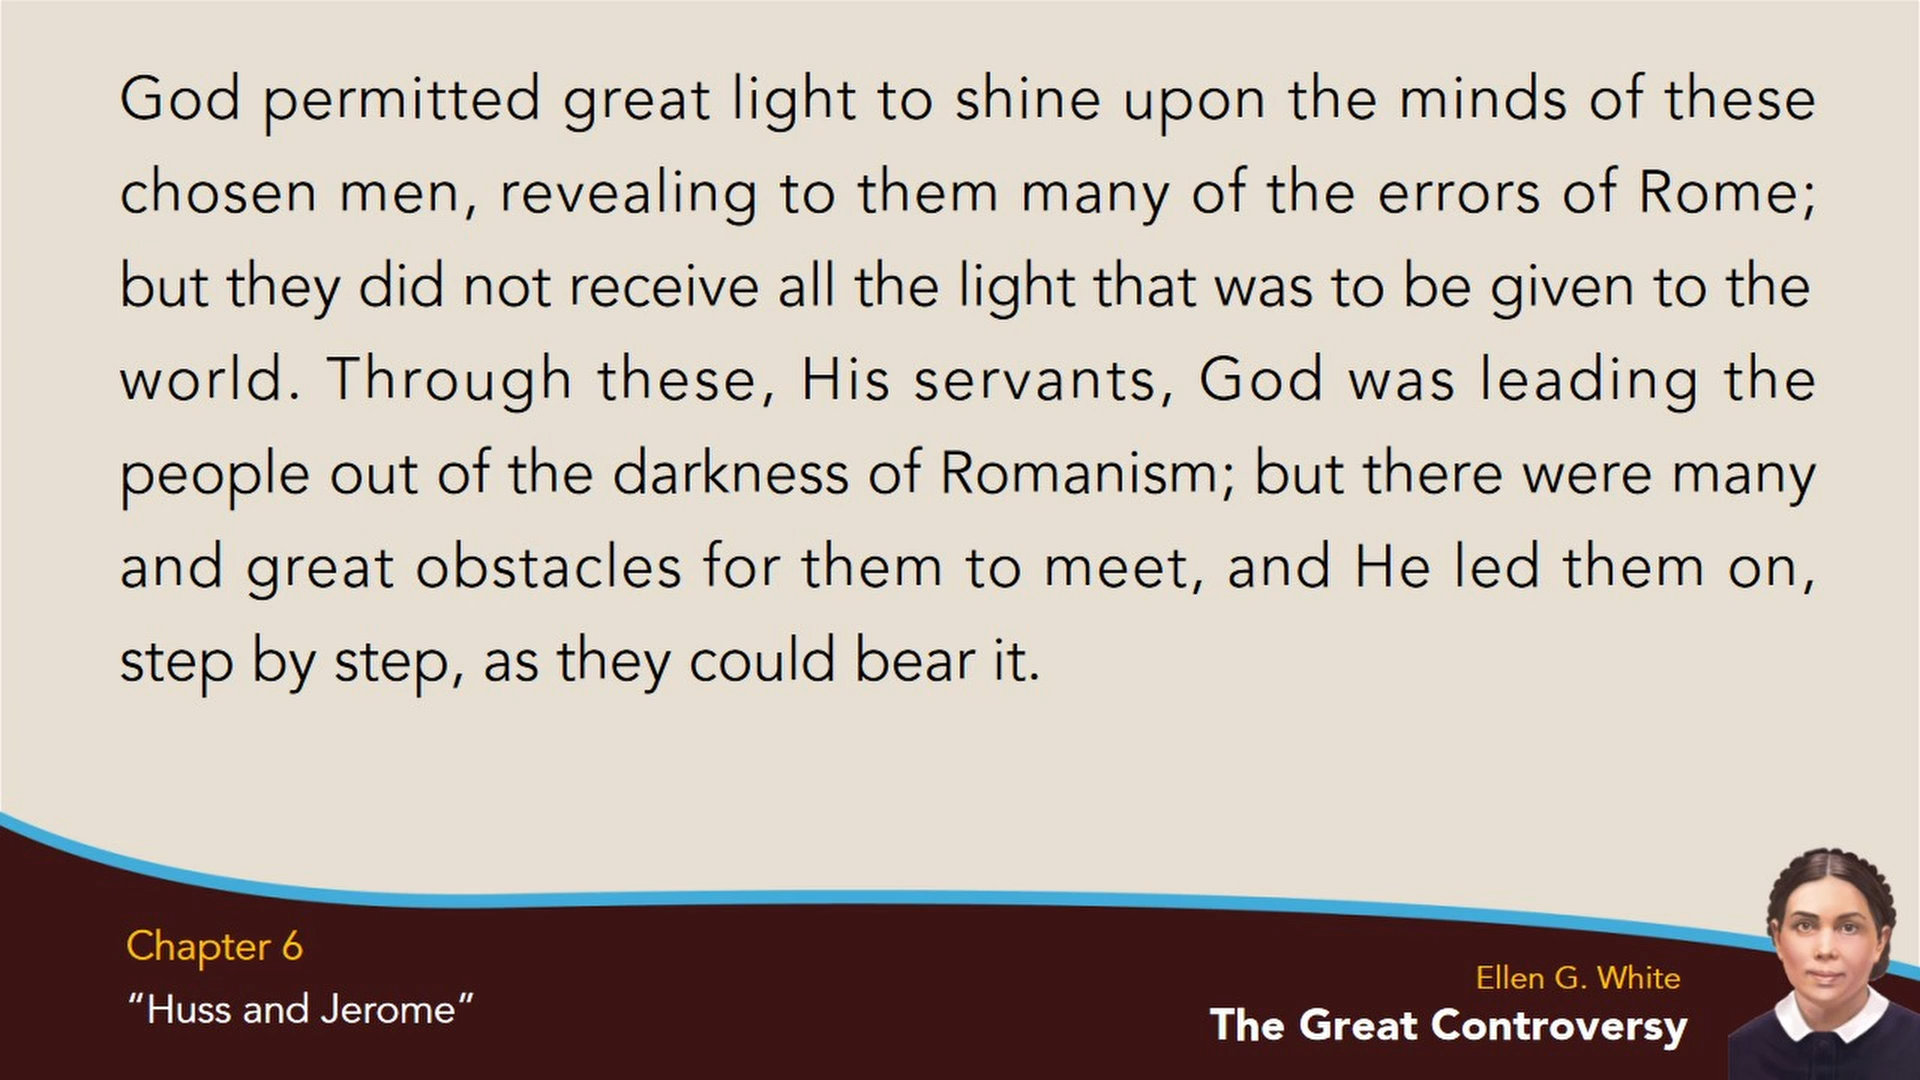 God permitted great light to shine upon the minds of these
chosen men, revealing to them many of the errors of Rome;
but they did not receive all the light that was to be given to the
world. Through these, His servants, God was leading the
people out of the darkness of Romanism; but there were many
and great obstacles for them to meet, and He led them on,
step by step, as they could bear it.
Chapter 6
“Huss and Jerome”
Ellen G. White
The Great Controversy